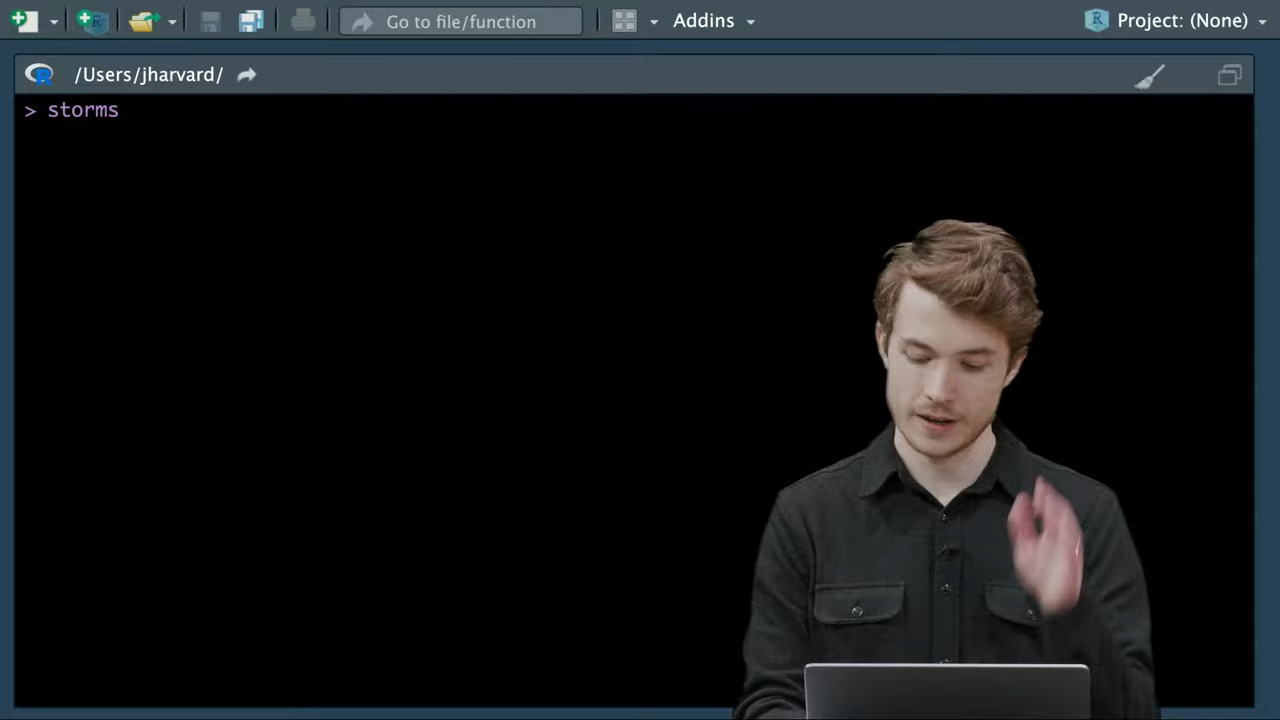 Go to file/function
Addins
Project: (None)
/Users/jharvard/
> storms